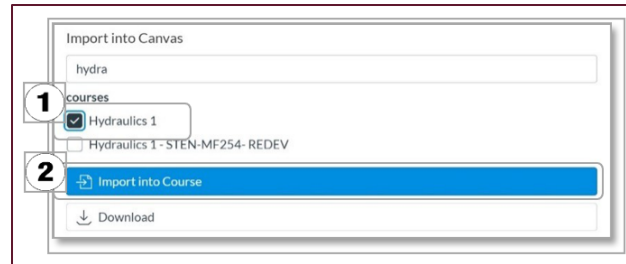 Import into Canvas
hydra
1
courses
Hydraulics 1
Hydraulics 1 - STEN-MF254- REDEV
2
Import into Course
Download